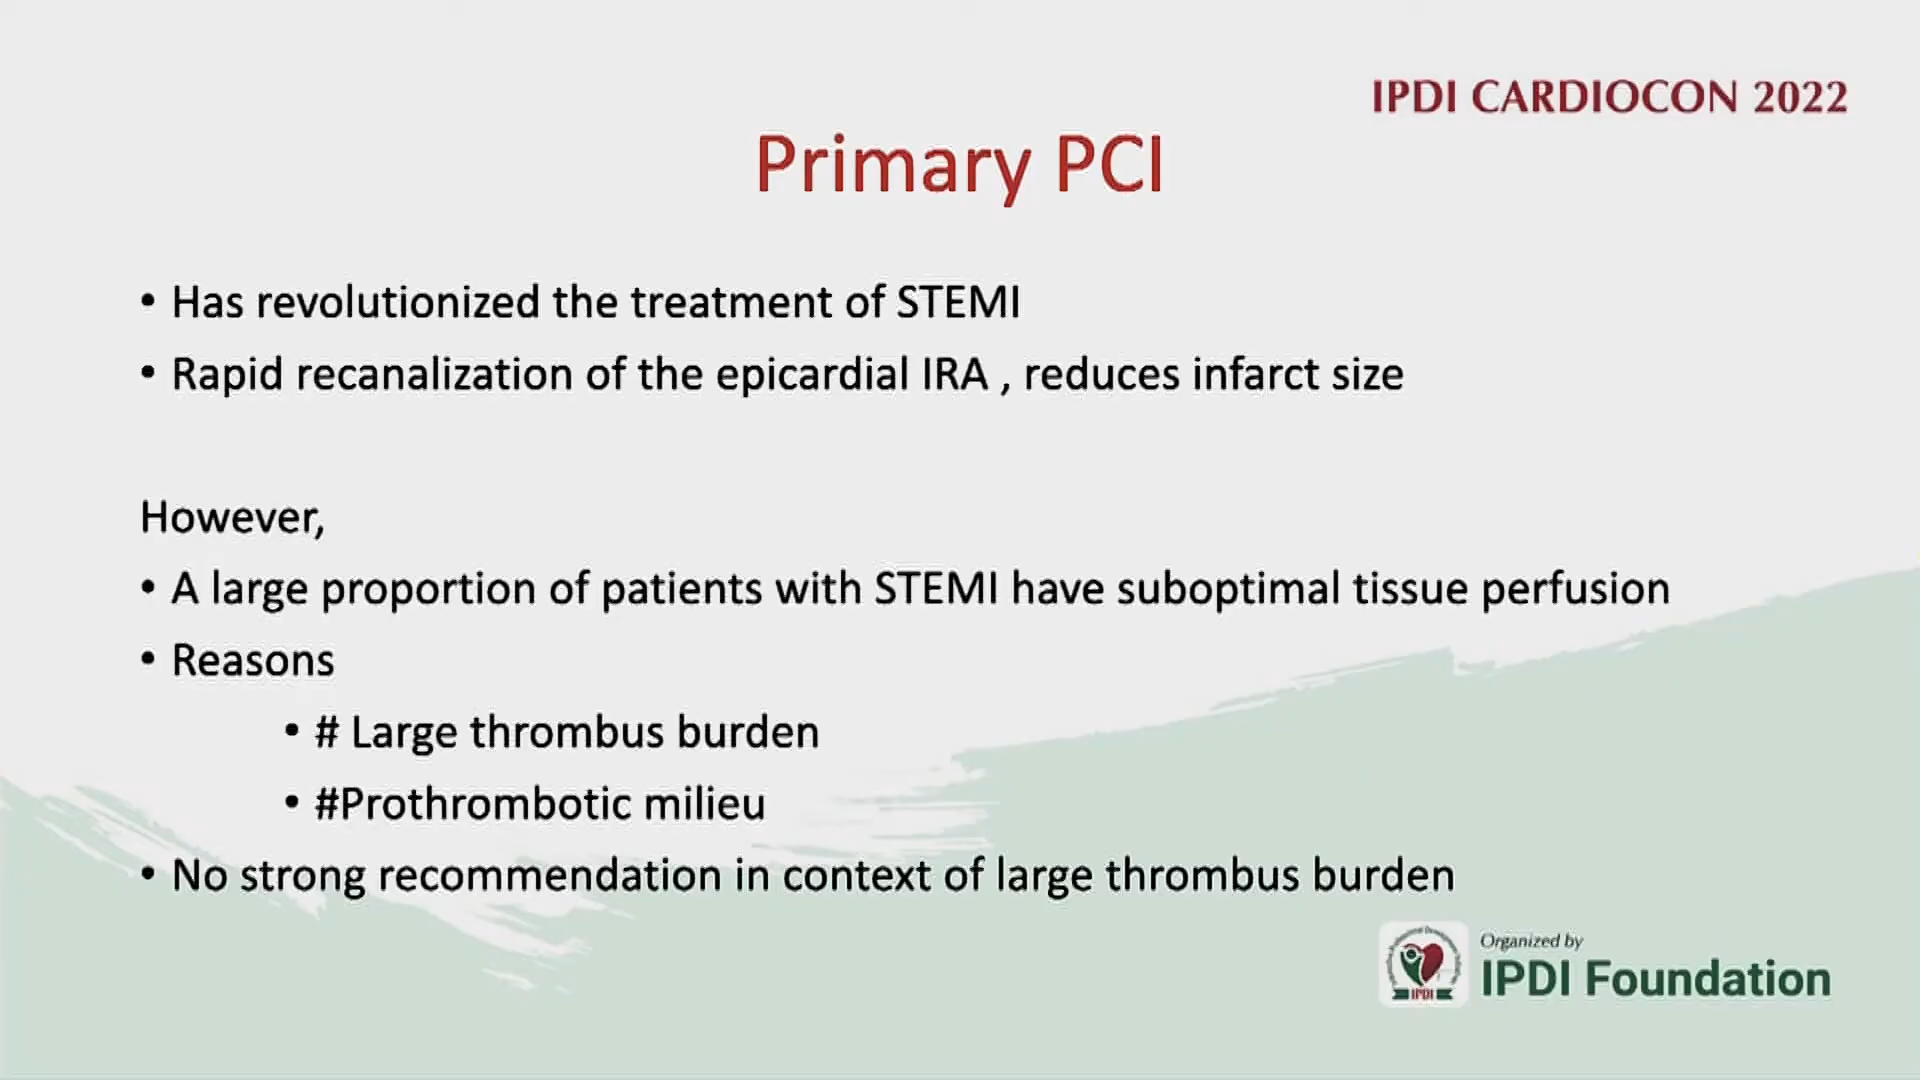 IPDI CARDIOCON 2022
Primary PCI
• Has revolutionized the treatment of STEMI
• Rapid recanalization of the epicardial IRA , reduces infarct size
However,
• A large proportion of patients with STEMI have suboptimal tissue perfusion
• Reasons
• # Large thrombus burden
• #Prothrombotic milieu
• No strong recommendation in context of large thrombus burden
Organized by
IPDI Foundation
IPDI